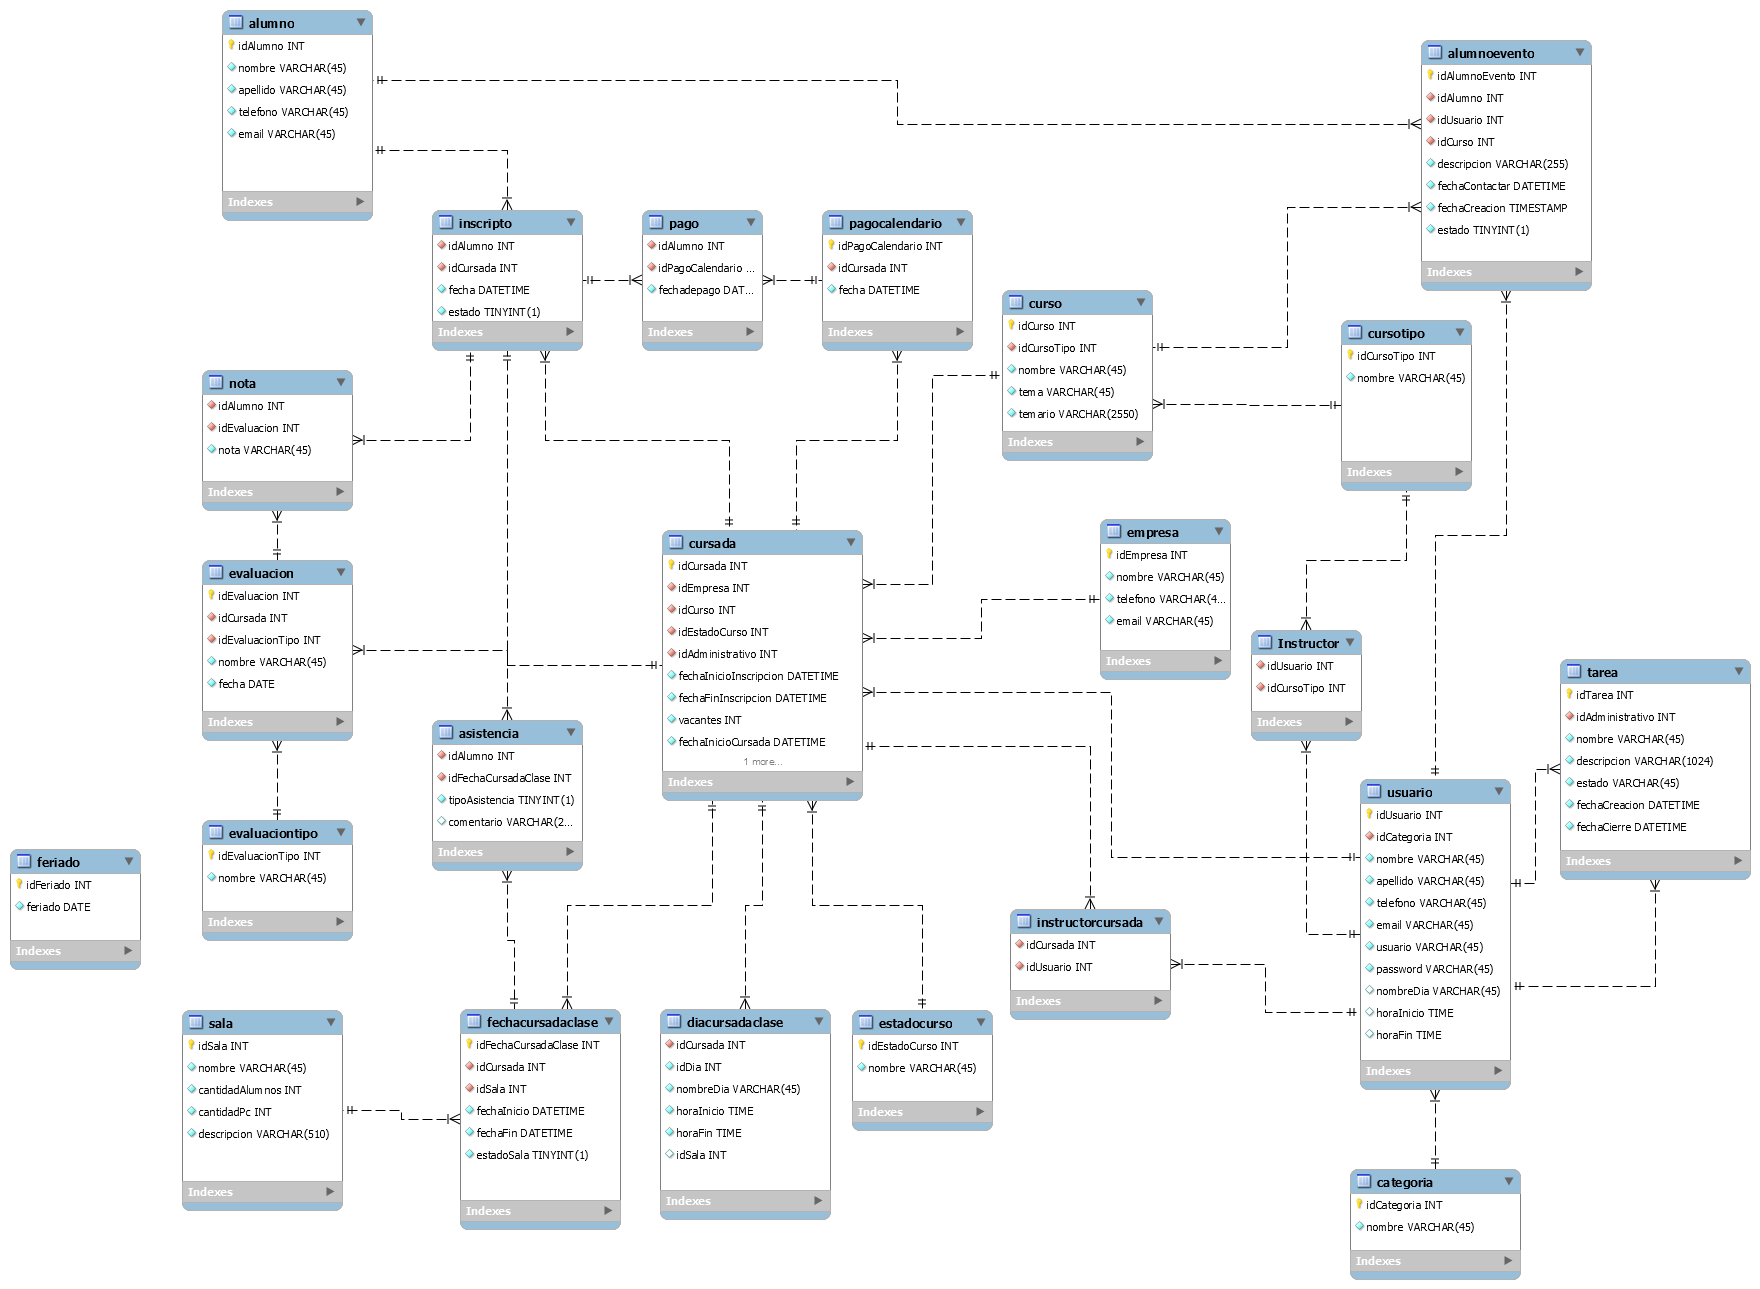 alumno
idAlumno INT
nombre VARCHAR(45)
apellido VARCHAR(45)
telefono VARCHAR(45)
email VARCHAR(45)
Indexes
alumnoevento
idAlumnoEvento INT
idAlumno INT
idUsuario INT
idCurso INT
descripcion VARCHAR(255)
fechaContactar DATETIME
fechaCreacion TIMESTAMP
estado TINYINT(1)
Indexes
inscripto
idAlumno INT
idCursada INT
fecha DATETIME
estado TINYINT(1)
Indexes
pago
idAlumno INT
idPagoCalendario ...
fechadepago DAT...
Indexes
pagocalendario
idPagoCalendario INT
idCursada INT
fecha DATETIME
Indexes
curso
idCurso INT
idCursoTipo INT
nombre VARCHAR(45)
tema VARCHAR(45)
temario VARCHAR(2550)
Indexes
cursotipo
idCursoTipo INT
nombre VARCHAR(45)
Indexes
nota
idAlumno INT
idEvaluacion INT
nota VARCHAR(45)
Indexes
cursada
idCursada INT
idEmpresa INT
idCurso INT
idEstadoCurso INT
idAdministrativo INT
fechaInicioInscripcion DATETIME
fechaFinInscripcion DATETIME
vacantes INT
fechaInicioCursada DATETIME
1 more...
Indexes
empresa
idEmpresa INT
nombre VARCHAR(45)
telefono VARCHAR(4...
email VARCHAR(45)
Indexes
evaluacion
idEvaluacion INT
idCursada INT
idEvaluacionTipo INT
nombre VARCHAR(45)
fecha DATE
Indexes
Instructor
idUsuario INT
idCursoTipo INT
Indexes
tarea
idTarea INT
idAdministrativo INT
nombre VARCHAR(45)
descripcion VARCHAR(1024)
estado VARCHAR(45)
fechaCreacion DATETIME
fechaCierre DATETIME
Indexes
asistencia
idAlumno INT
idFechaCursadaClase INT
tipoAsistencia TINYINT(1)
comentario VARCHAR(2...
Indexes
usuario
idUsuario INT
idCategoria INT
nombre VARCHAR(45)
apellido VARCHAR(45)
telefono VARCHAR(45)
email VARCHAR(45)
usuario VARCHAR(45)
password VARCHAR(45)
nombreDia VARCHAR(45)
horaInicio TIME
horaFin TIME
Indexes
evaluaciontipo
idEvaluacionTipo INT
nombre VARCHAR(45)
Indexes
feriado
idFeriado INT
feriado DATE
Indexes
instructorcursada
idCursada INT
idUsuario INT
Indexes
sala
idSala INT
nombre VARCHAR(45)
cantidadAlumnos INT
cantidadPc INT
descripcion VARCHAR(510)
Indexes
fechacursadaclase
idFechaCursadaClase INT
idCursada INT
idSala INT
fechaInicio DATETIME
fechaFin DATETIME
estadoSala TINYINT(1)
Indexes
diacursadaclase
idCursada INT
idDia INT
nombreDia VARCHAR(45)
horaInicio TIME
horaFin TIME
idSala INT
Indexes
estadocurso
idEstadoCurso INT
nombre VARCHAR(45)
Indexes
categoria
idCategoria INT
nombre VARCHAR(45)
Indexes